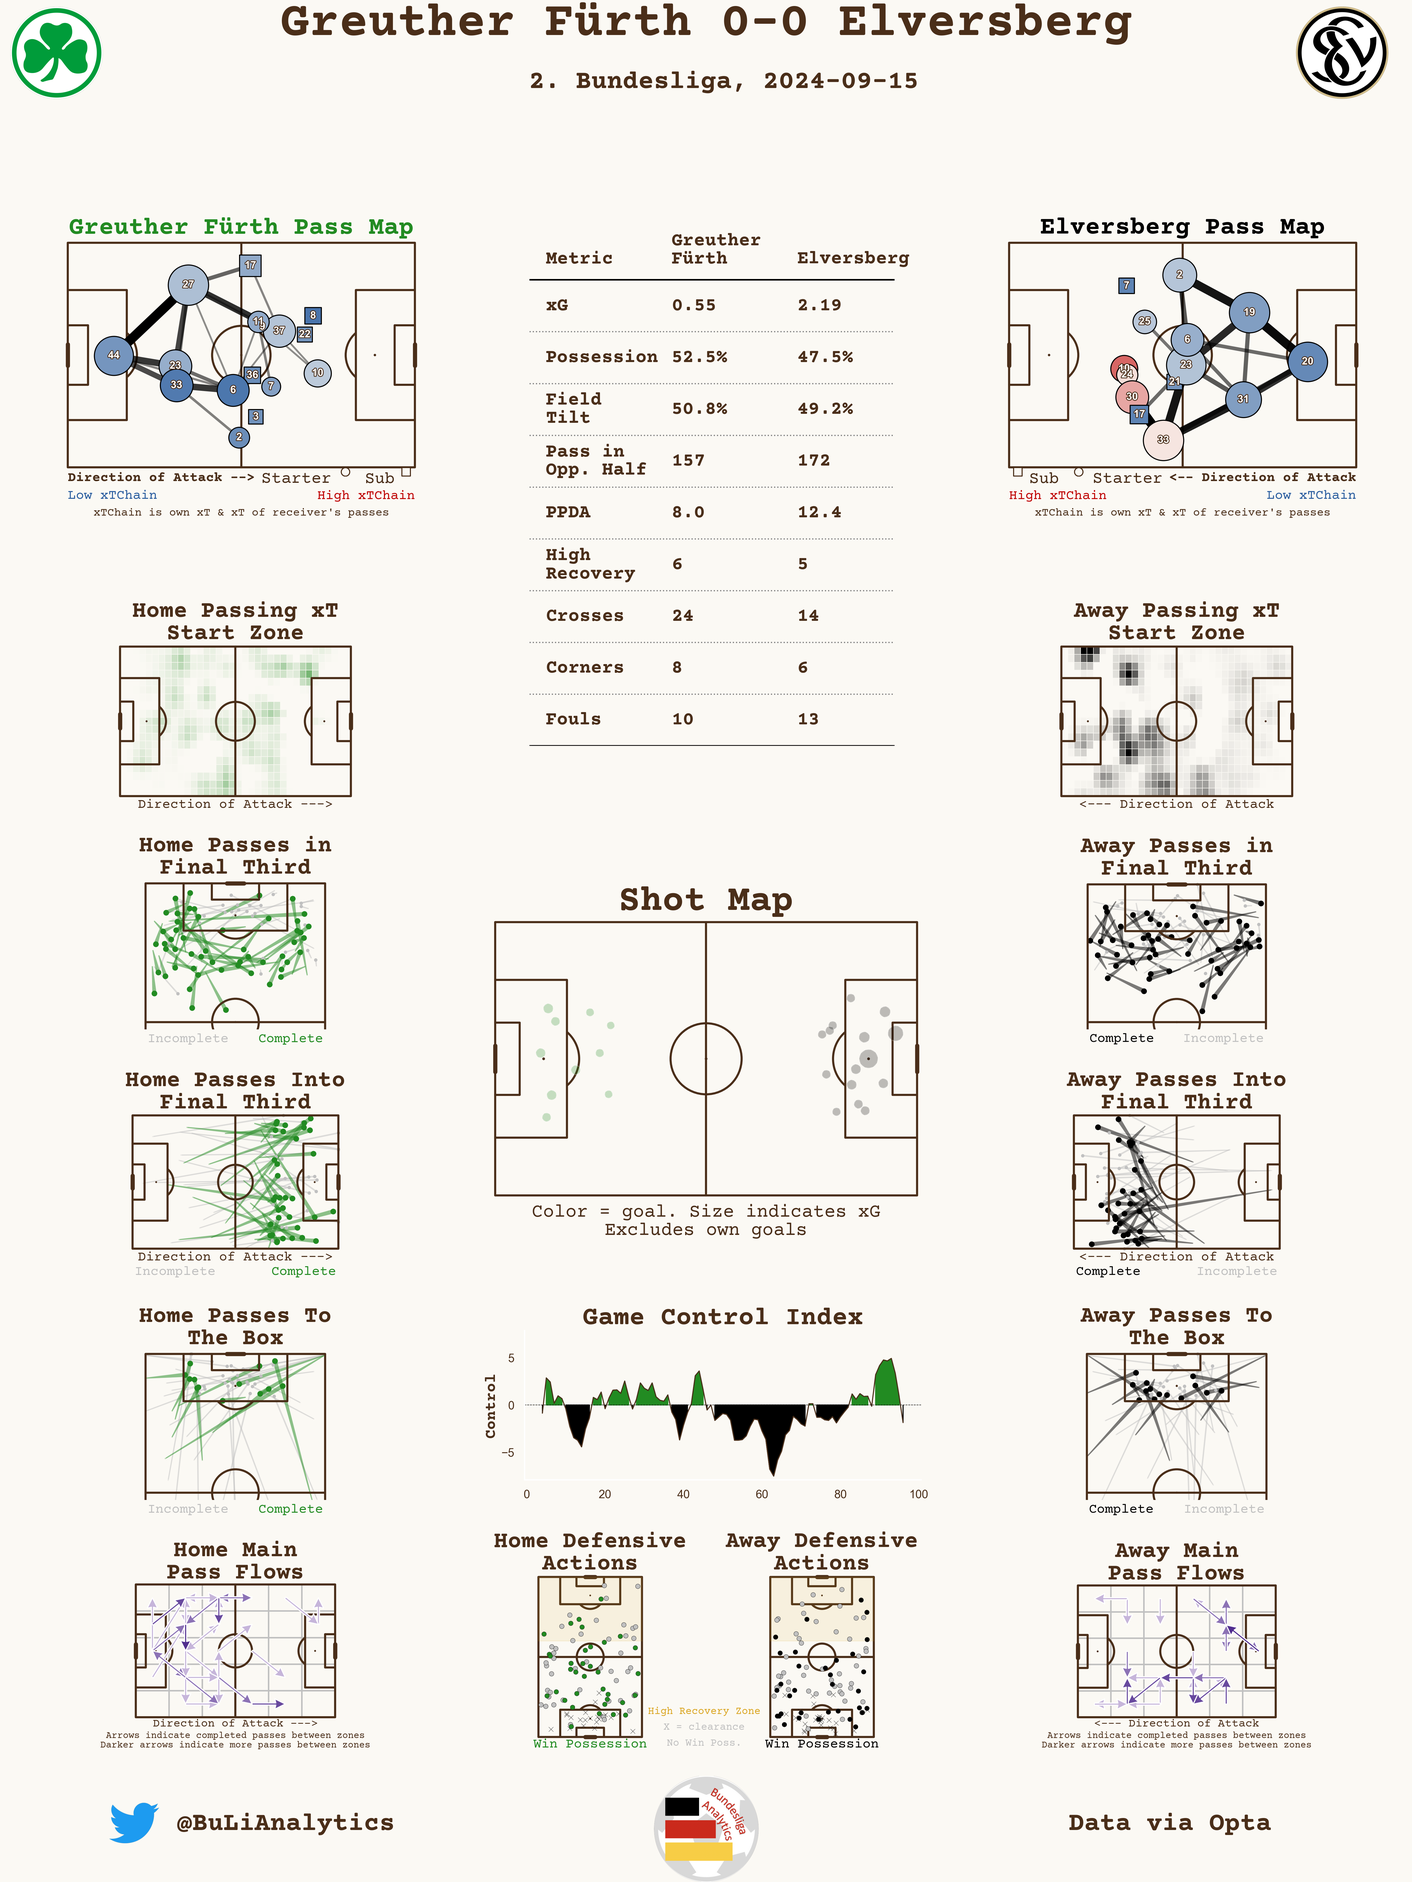 Greuther Fürth 0-0 Elversberg
2. Bundesliga, 2024-09-15
Greuther Fürth Pass Map
17
27
8
11
37
22
44
23
10
36
33
6
7
3
2
Direction of Attack --> Starter Sub
Low xTChain High xTChain
xTChain is own xT & xT of receiver's passes
Metric Greuther Fürth Elversberg
xG 0.55 2.19
Possession 52.5% 47.5%
Field Tilt 50.8% 49.2%
Pass in Opp. Half 157 172
PPDA 8.0 12.4
High Recovery 6 5
Crosses 24 14
Corners 8 6
Fouls 10 13
Elversberg Pass Map
2
7
19
25
6
20
23
24
21
30
31
17
33
Sub Starter <-- Direction of Attack
High xTChain Low xTChain
xTChain is own xT & xT of receiver's passes
Home Passing xT
Start Zone
Direction of Attack --->
Away Passing xT
Start Zone
<--- Direction of Attack
Home Passes in
Final Third
Incomplete Complete
Away Passes in
Final Third
Complete Incomplete
Shot Map
Color = goal. Size indicates xG
Excludes own goals
Home Passes Into
Final Third
Direction of Attack --->
Incomplete Complete
Away Passes Into
Final Third
<--- Direction of Attack
Complete Incomplete
Home Passes To
The Box
Incomplete Complete
Game Control Index
Control
5
0
−5
0 20 40 60 80 100
Away Passes To
The Box
Complete Incomplete
Home Main
Pass Flows
Direction of Attack --->
Arrows indicate completed passes between zones
Darker arrows indicate more passes between zones
Home Defensive
Actions
Win Possession
High Recovery Zone
X = clearance
No Win Poss.
Away Defensive
Actions
Win Possession
Away Main
Pass Flows
<--- Direction of Attack
Arrows indicate completed passes between zones
Darker arrows indicate more passes between zones
@BuLiAnalytics
Bundesliga
Analytics
Data via Opta